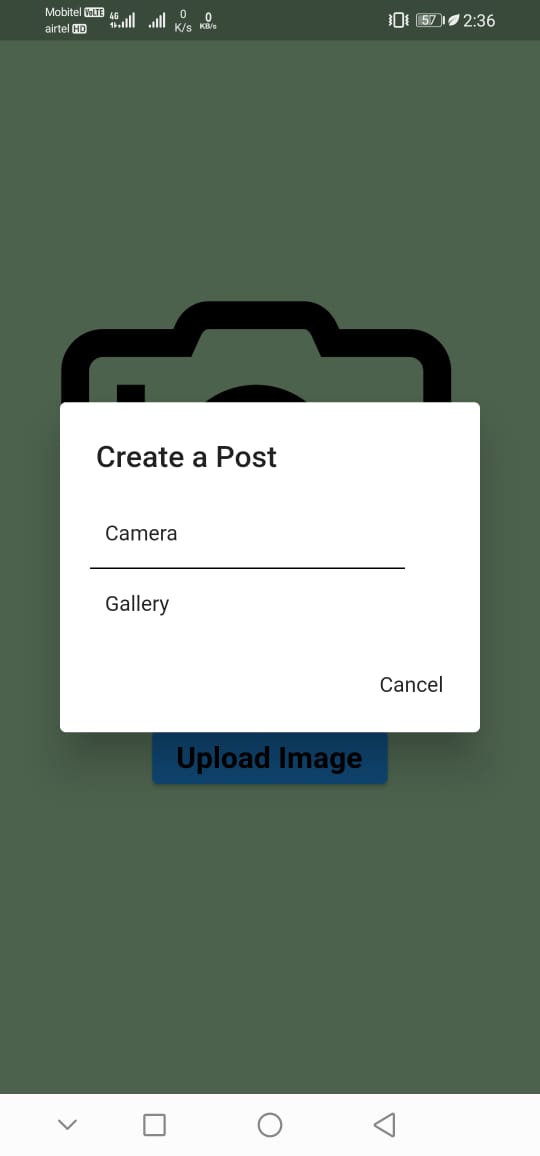 Mobitel VoLTE 4G 0 K/s 0 KB/s 57 2:36
airtel HD
Create a Post
Camera
Gallery
Cancel
Upload Image